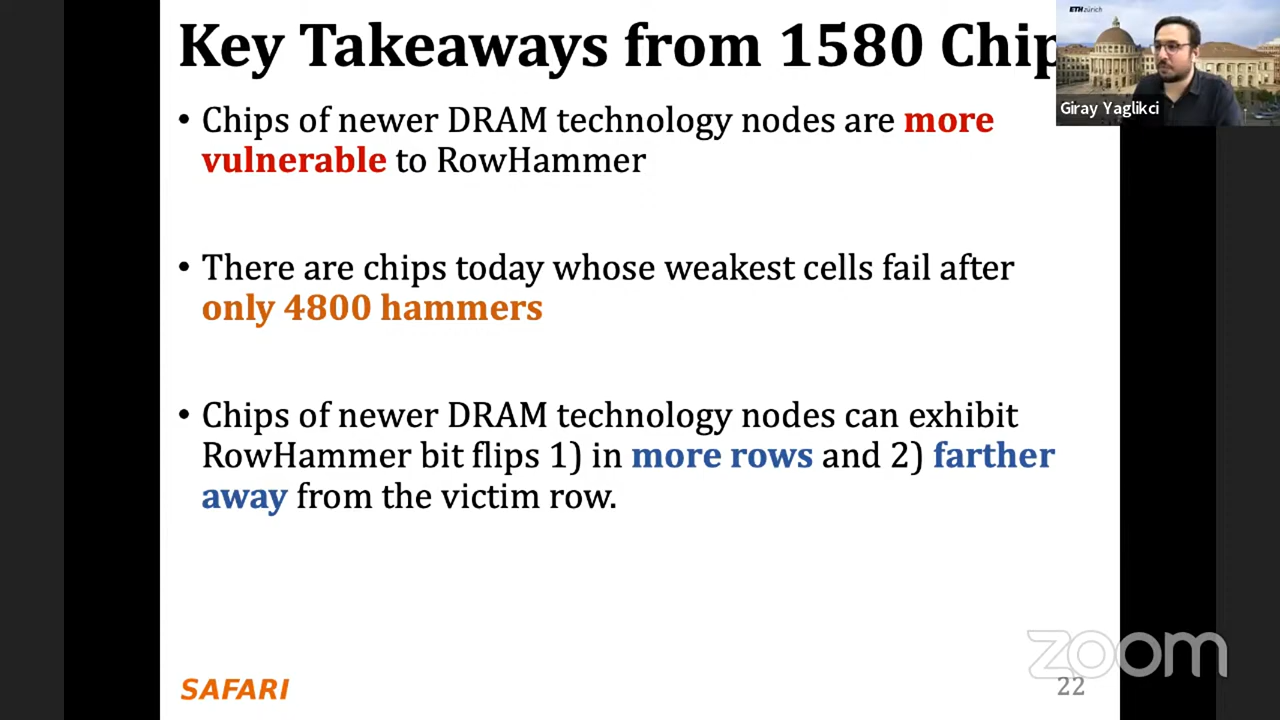 Key Takeaways from 1580 Chip
ETH zürich
Giray Yaglikci
• Chips of newer DRAM technology nodes are more
vulnerable to RowHammer
• There are chips today whose weakest cells fail after
only 4800 hammers
• Chips of newer DRAM technology nodes can exhibit
RowHammer bit flips 1) in more rows and 2) farther
away from the victim row.
zoom
SAFARI
22